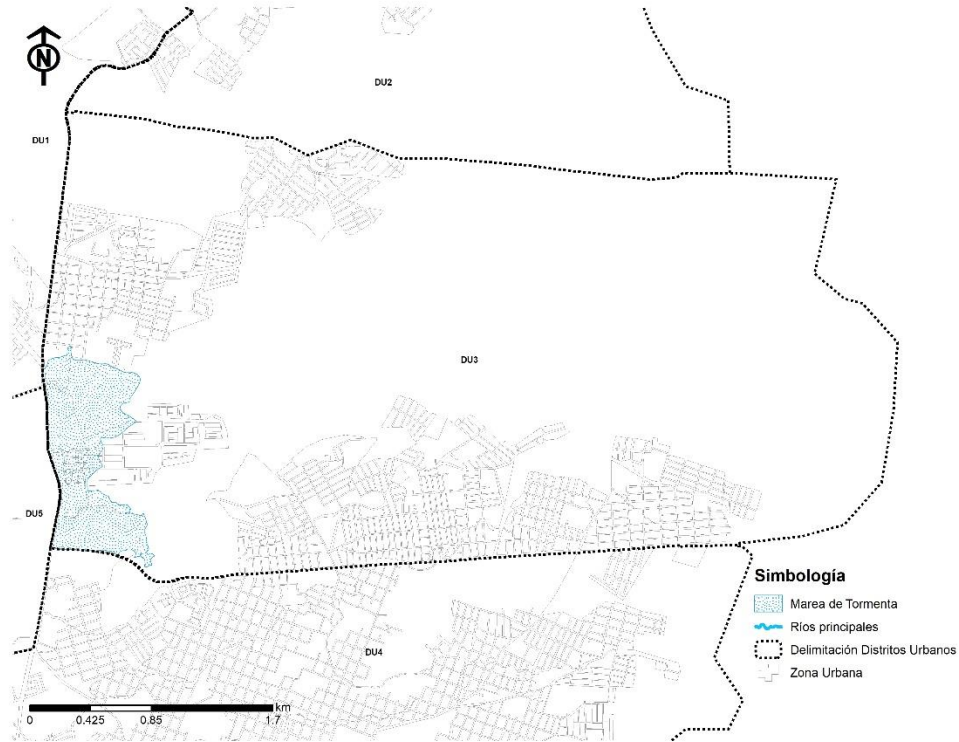 N
DU2
DU1
DU3
DU5
Simbología
Marea de Tormenta
Ríos principales
Delimitación Distritos Urbanos
Zona Urbana
DU4
km
0 0.425 0.85 1.7